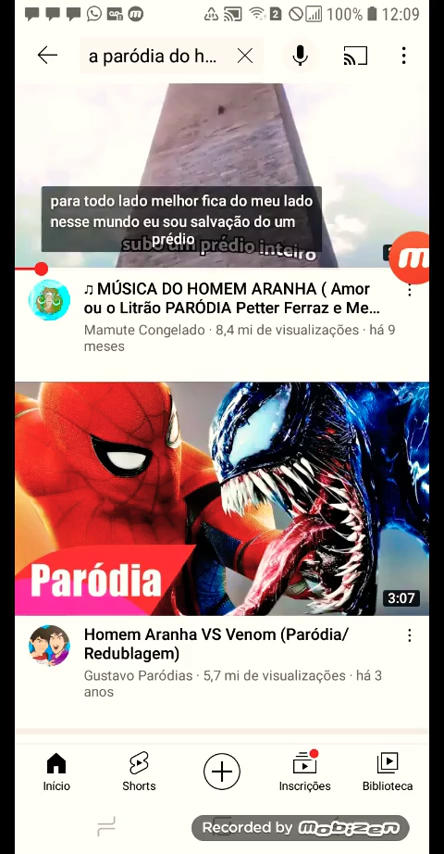 2 100% 12:09
a paródia do h...
para todo lado melhor fica do meu lado
nesse mundo eu sou salvação do um
prédio
subo um prédio inteiro
m
♫ MÚSICA DO HOMEM ARANHA ( Amor
ou o Litrão PARÓDIA Petter Ferraz e Me...
Mamute Congelado · 8,4 mi de visualizações · há 9
meses
Paródia
3:07
Homem Aranha VS Venom (Paródia/
Redublagem)
Gustavo Paródias · 5,7 mi de visualizações · há 3
anos
Início
Shorts
Inscrições
Biblioteca
Recorded by Mobizen